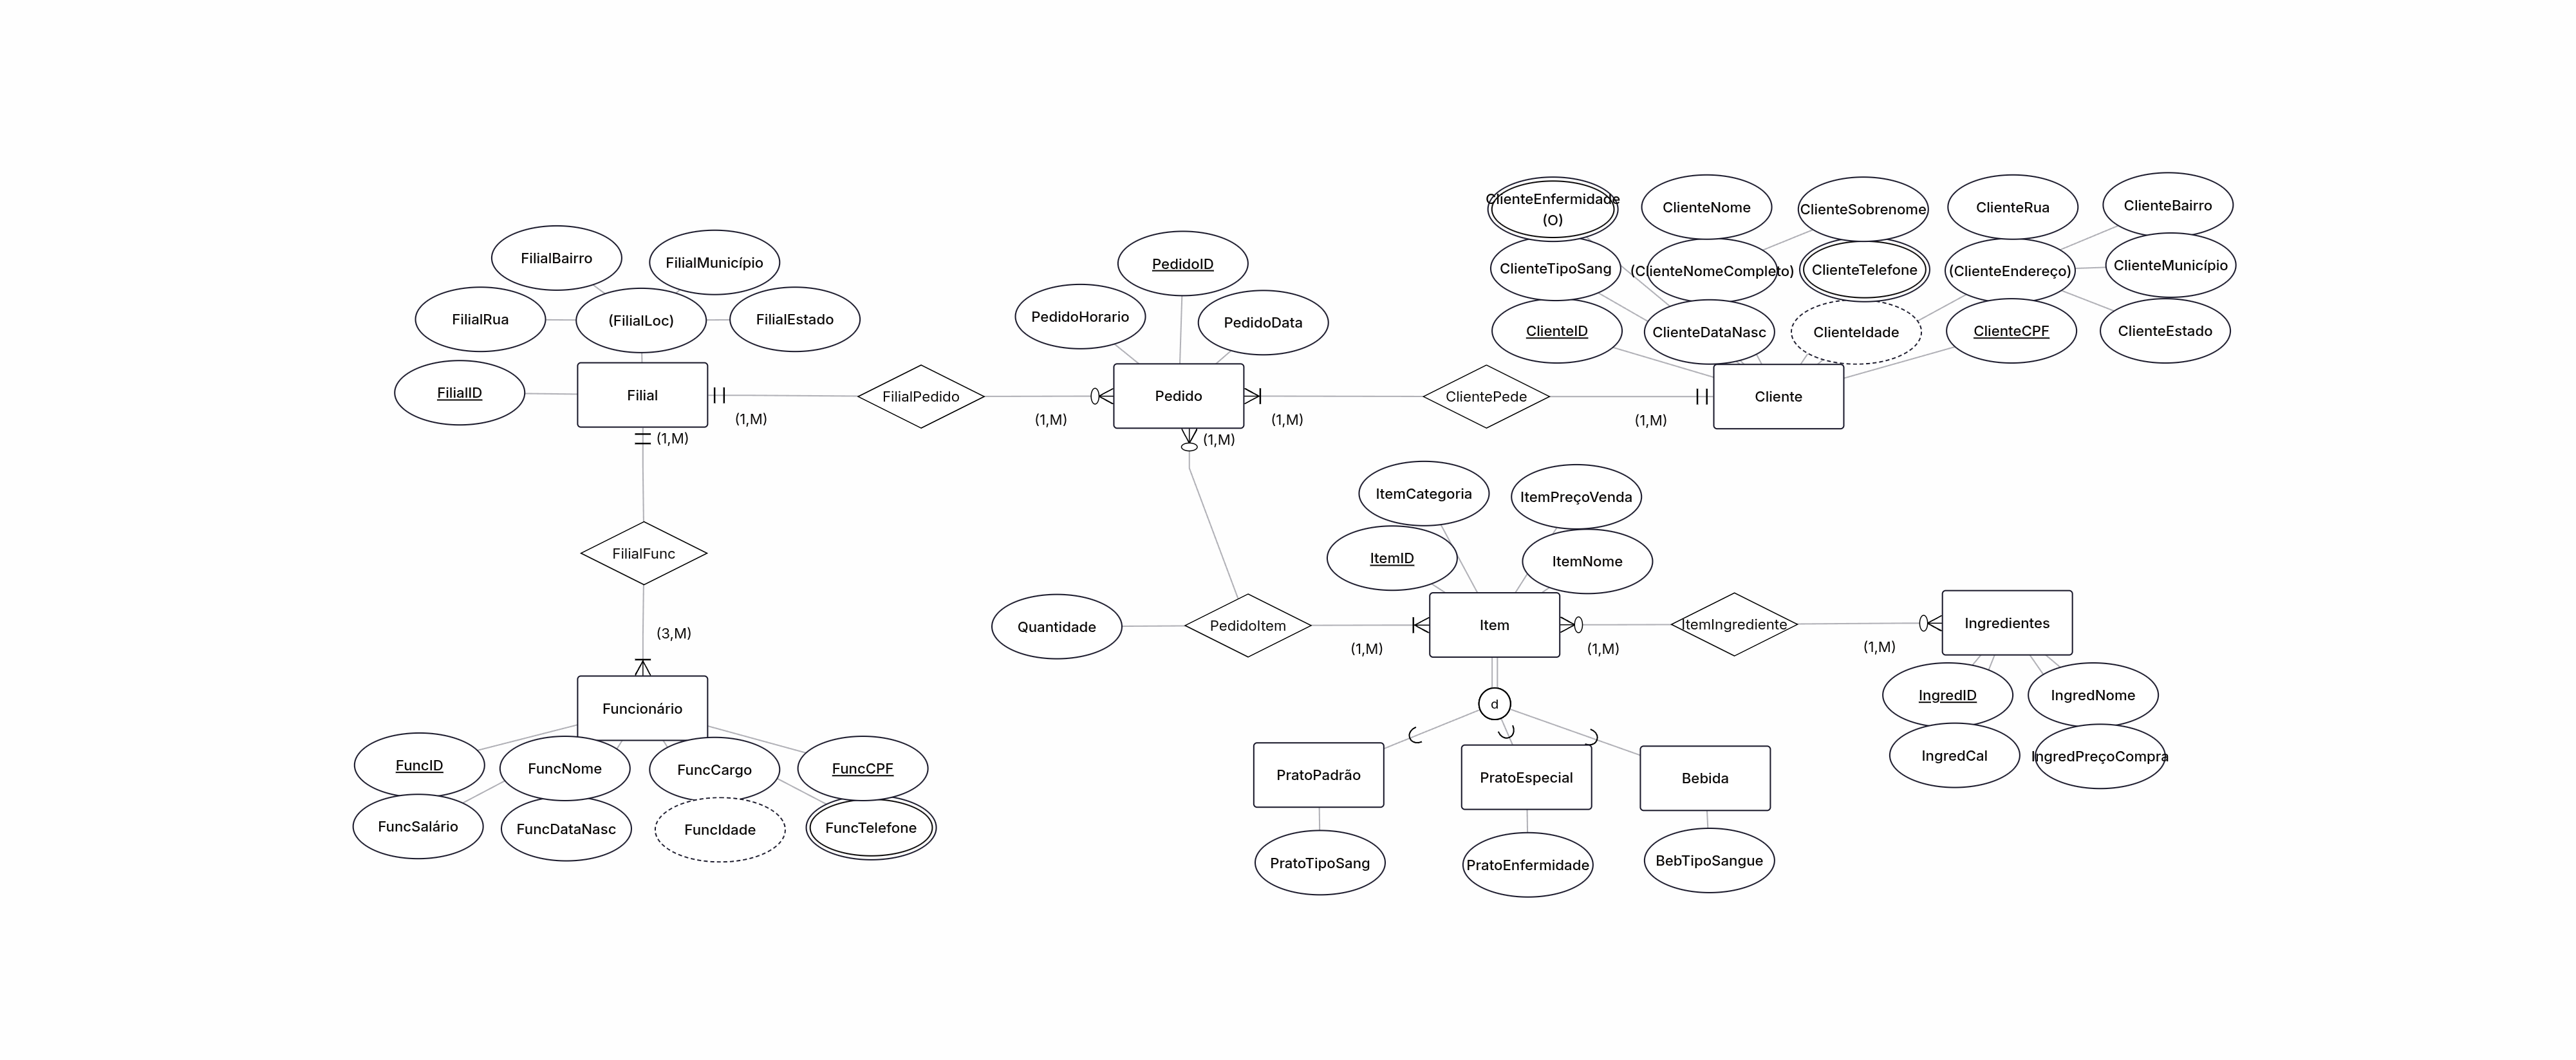 ClienteEnfermidade
(O)
ClienteNome
ClienteSobrenome
ClienteRua
ClienteBairro
FilialBairro
FilialMunicípio
PedidoID
ClienteTipoSang
(ClienteNomeCompleto)
ClienteTelefone
(ClienteEndereço)
ClienteMunicípio
FilialRua
(FilialLoc)
FilialEstado
PedidoHorario
PedidoData
ClienteID
ClienteDataNasc
ClienteIdade
ClienteCPF
ClienteEstado
FilialID
Filial
FilialPedido
Pedido
ClientePede
Cliente
(1,M)
(1,M)
(1,M)
(1,M)
(1,M)
(1,M)
ItemCategoria
ItemPreçoVenda
FilialFunc
ItemID
ItemNome
Quantidade
PedidoItem
Item
ItemIngrediente
Ingredientes
(3,M)
(1,M)
(1,M)
(1,M)
Funcionário
d
IngredID
IngredNome
FuncID
FuncNome
FuncCargo
FuncCPF
PratoPadrão
PratoEspecial
Bebida
IngredCal
IngredPreçoCompra
FuncSalário
FuncDataNasc
FuncIdade
FuncTelefone
PratoTipoSang
PratoEnfermidade
BebTipoSangue